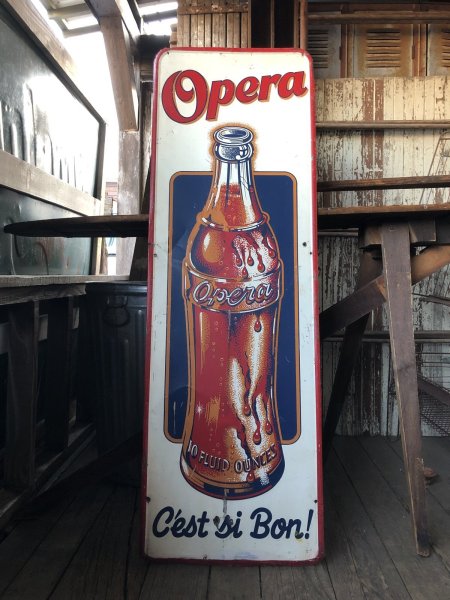 Opera
Opera
10 FLUID OUNCES
C'est si Bon!